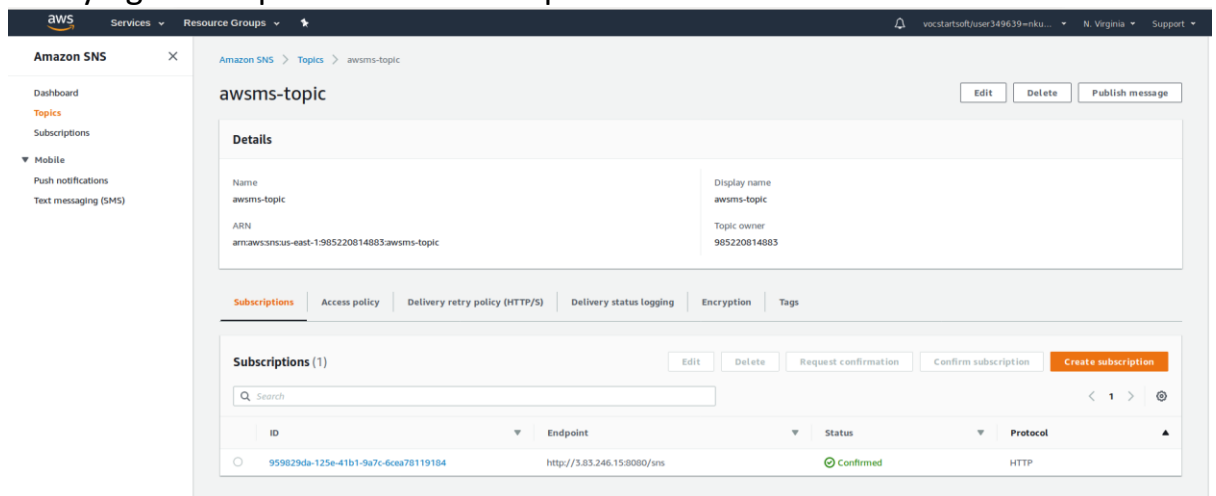 aws Services Resource Groups vocstartsoft/user349639=nku... N. Virginia Support
Amazon SNS
Dashboard
Topics
Subscriptions
Mobile
Push notifications
Text messaging (SMS)
Amazon SNS > Topics > awsms-topic
awsms-topic Edit Delete Publish message
Details
Name
awsms-topic
ARN
arn:aws:sns:us-east-1:985220814883:awsms-topic
Display name
awsms-topic
Topic owner
985220814883
Subscriptions Access policy Delivery retry policy (HTTP/S) Delivery status logging Encryption Tags
Subscriptions (1) Edit Delete Request confirmation Confirm subscription Create subscription
Search < 1 >
ID Endpoint Status Protocol
959829da-125e-41b1-9a7c-6cea78119184 http://3.83.246.15:8080/sns Confirmed HTTP